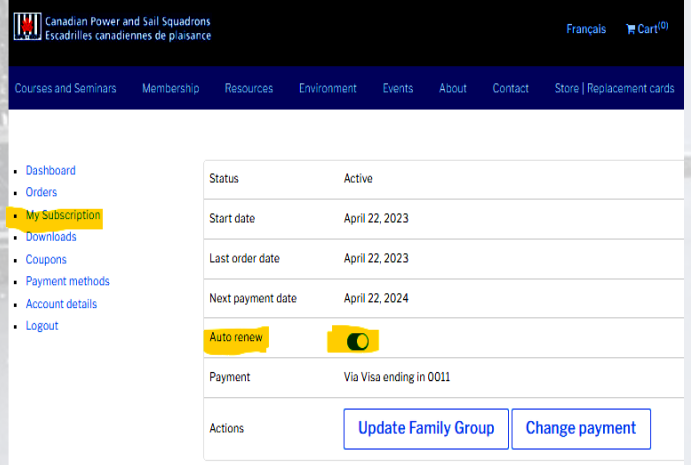 Canadian Power and Sail Squadrons
Escadrilles canadiennes de plaisance
Français Cart(0)
Courses and Seminars Membership Resources Environment Events About Contact Store | Replacement cards
Dashboard
Orders
My Subscription
Downloads
Coupons
Payment methods
Account details
Logout
Status Active
Start date April 22, 2023
Last order date April 22, 2023
Next payment date April 22, 2024
Auto renew
Payment Via Visa ending in 0011
Actions Update Family Group Change payment